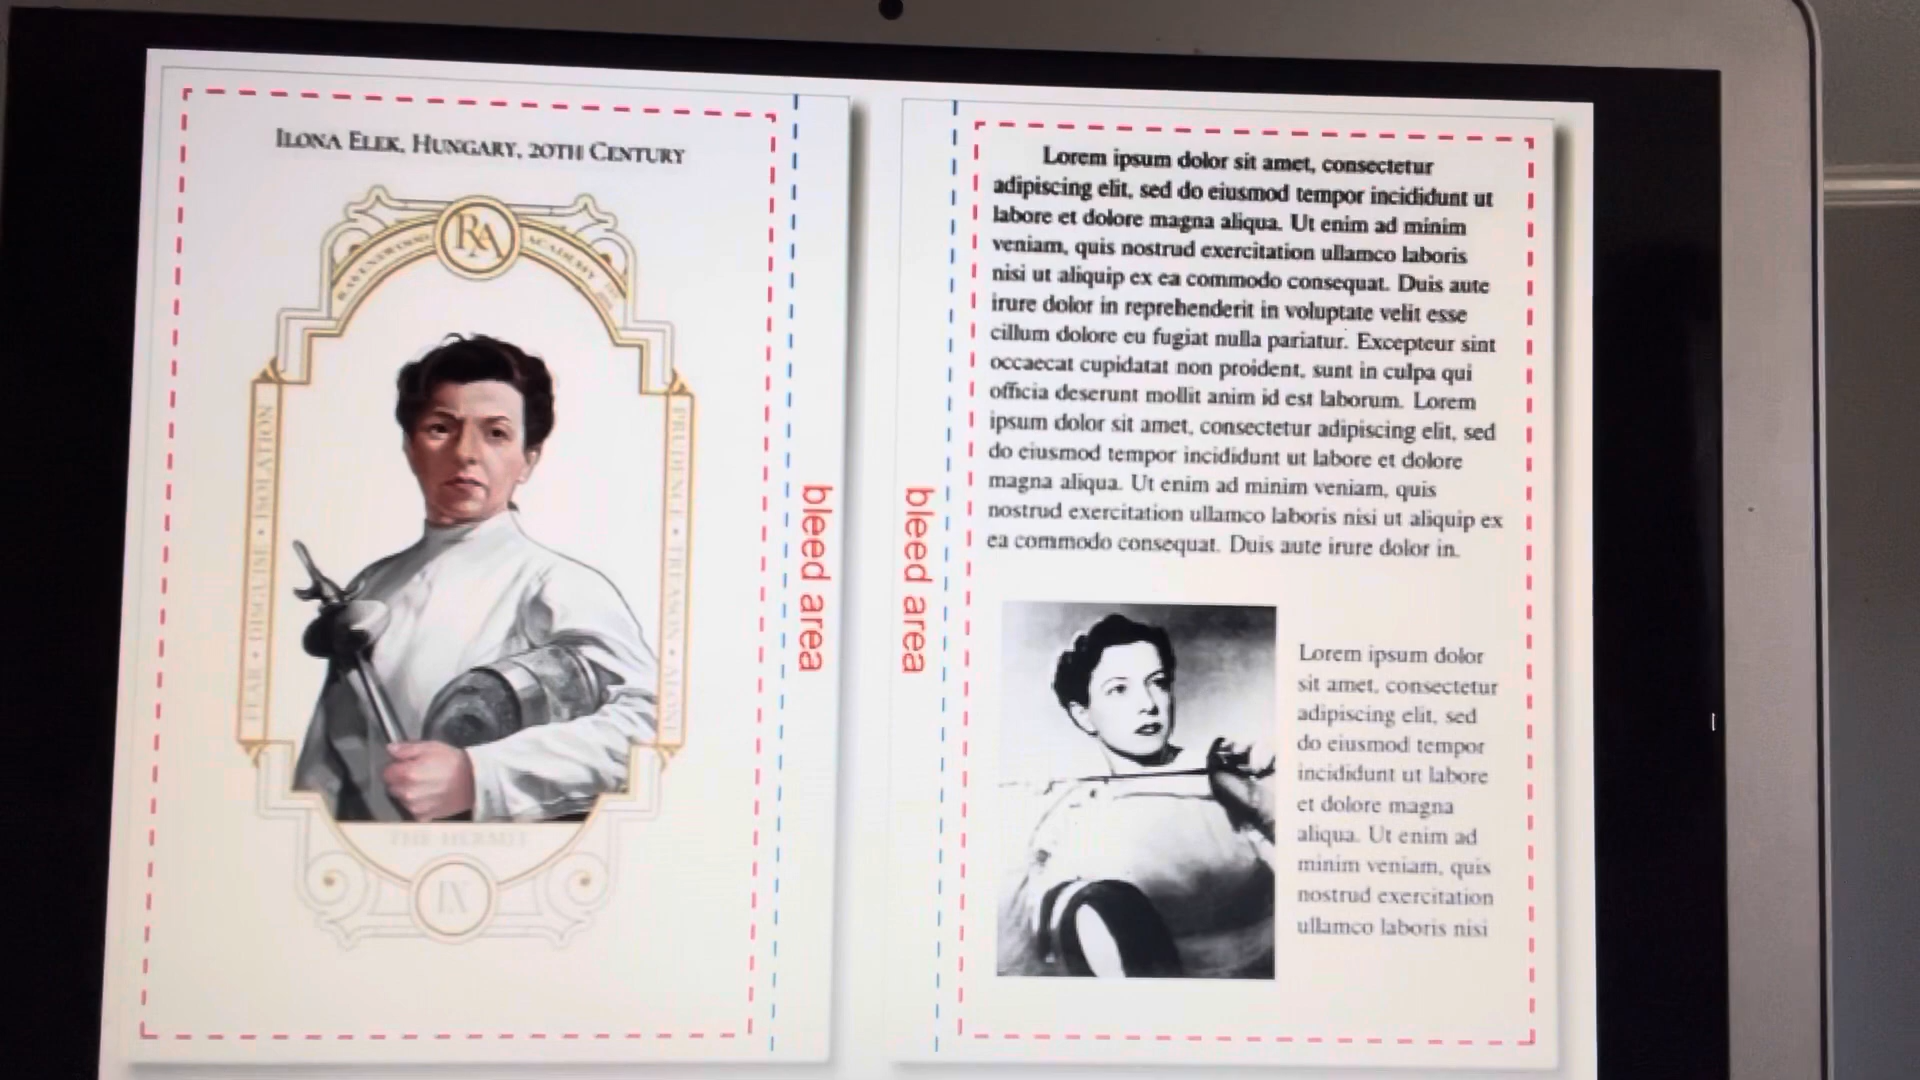 ILONA ELEK, HUNGARY, 20TH CENTURY
RA
RAVENSWOOD ACADEMY
FEAR • DISGUISE • ISOLATION
PRUDENCE • TREASON • ALONE
THE HERMIT
IX
bleed area
bleed area
Lorem ipsum dolor sit amet, consectetur
adipiscing elit, sed do eiusmod tempor incididunt ut
labore et dolore magna aliqua. Ut enim ad minim
veniam, quis nostrud exercitation ullamco laboris
nisi ut aliquip ex ea commodo consequat. Duis aute
irure dolor in reprehenderit in voluptate velit esse
cillum dolore eu fugiat nulla pariatur. Excepteur sint
occaecat cupidatat non proident, sunt in culpa qui
officia deserunt mollit anim id est laborum. Lorem
ipsum dolor sit amet, consectetur adipiscing elit, sed
do eiusmod tempor incididunt ut labore et dolore
magna aliqua. Ut enim ad minim veniam, quis
nostrud exercitation ullamco laboris nisi ut aliquip ex
ea commodo consequat. Duis aute irure dolor in.
Lorem ipsum dolor
sit amet, consectetur
adipiscing elit, sed
do eiusmod tempor
incididunt ut labore
et dolore magna
aliqua. Ut enim ad
minim veniam, quis
nostrud exercitation
ullamco laboris nisi